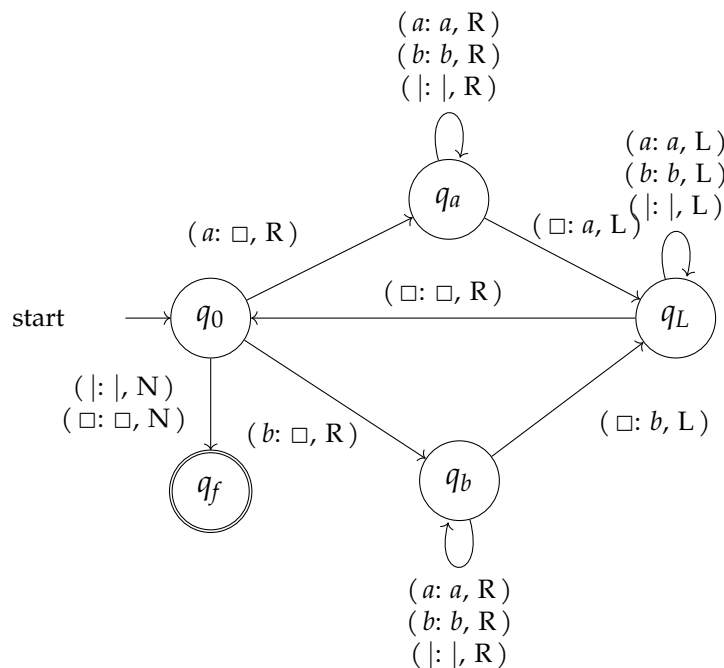 ( a: a, R )
( b: b, R )
( |: |, R )
( a: a, L )
( b: b, L )
( |: |, L )
q_a
( a: □, R )
( □: a, L )
( □: □, R )
start
q_0
q_L
( |: |, N )
( □: □, N )
( b: □, R )
( □: b, L )
q_f
q_b
( a: a, R )
( b: b, R )
( |: |, R )